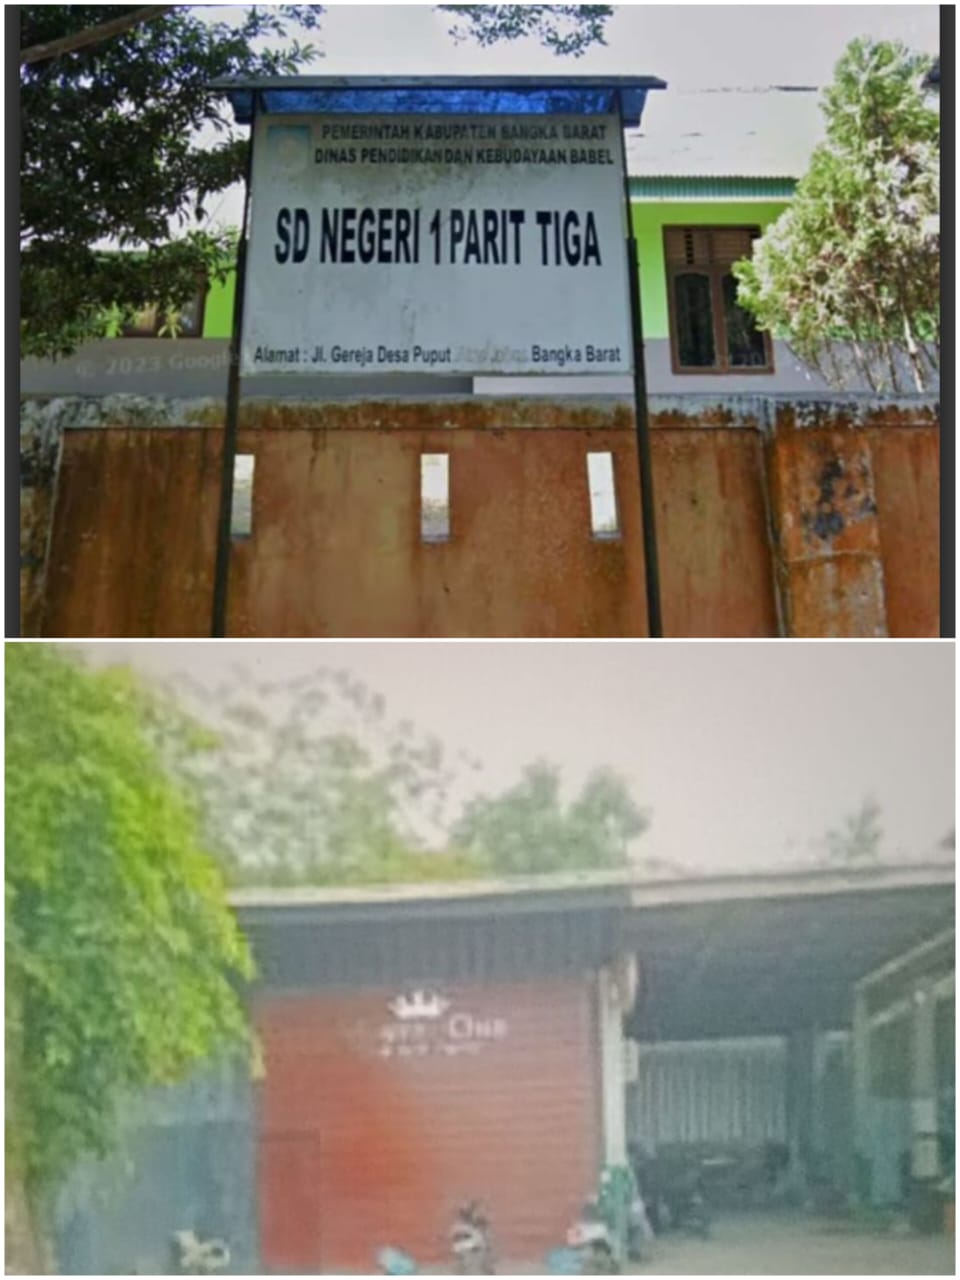 PEMERINTAH KABUPATEN BANGKA BARAT
DINAS PENDIDIKAN DAN KEBUDAYAAN BABEL
SD NEGERI 1 PARIT TIGA
Alamat : Jl. Gereja Desa Puput Bangka Barat
© 2023 Google